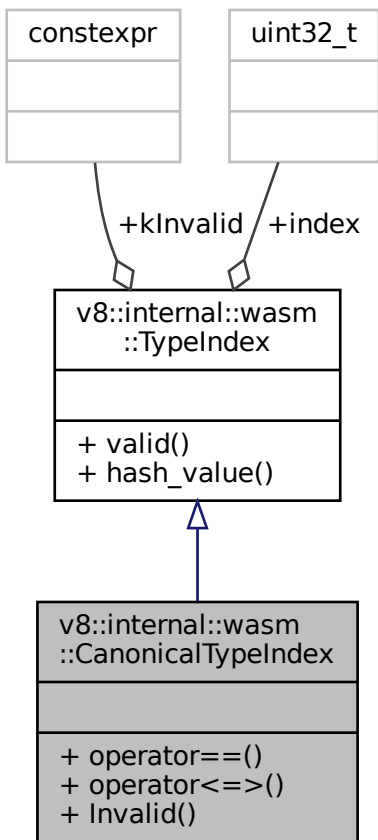 constexpr
uint32_t
+kInvalid
+index
v8::internal::wasm
::TypeIndex
+ valid()
+ hash_value()
v8::internal::wasm
::CanonicalTypeIndex
+ operator==()
+ operator<=>()
+ Invalid()